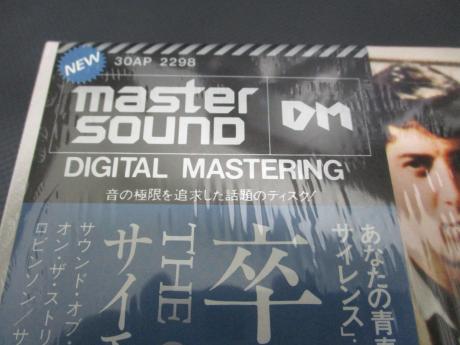 NEW
30AP 2298
master
sound
DM
DIGITAL MASTERING
音の極限を追求した話題のディスク!
あなたの青春
サイレンス」、
卒
THE
サイ
サウンド・オブ・
オン・ザ・ストリ
ロビンソン/サ